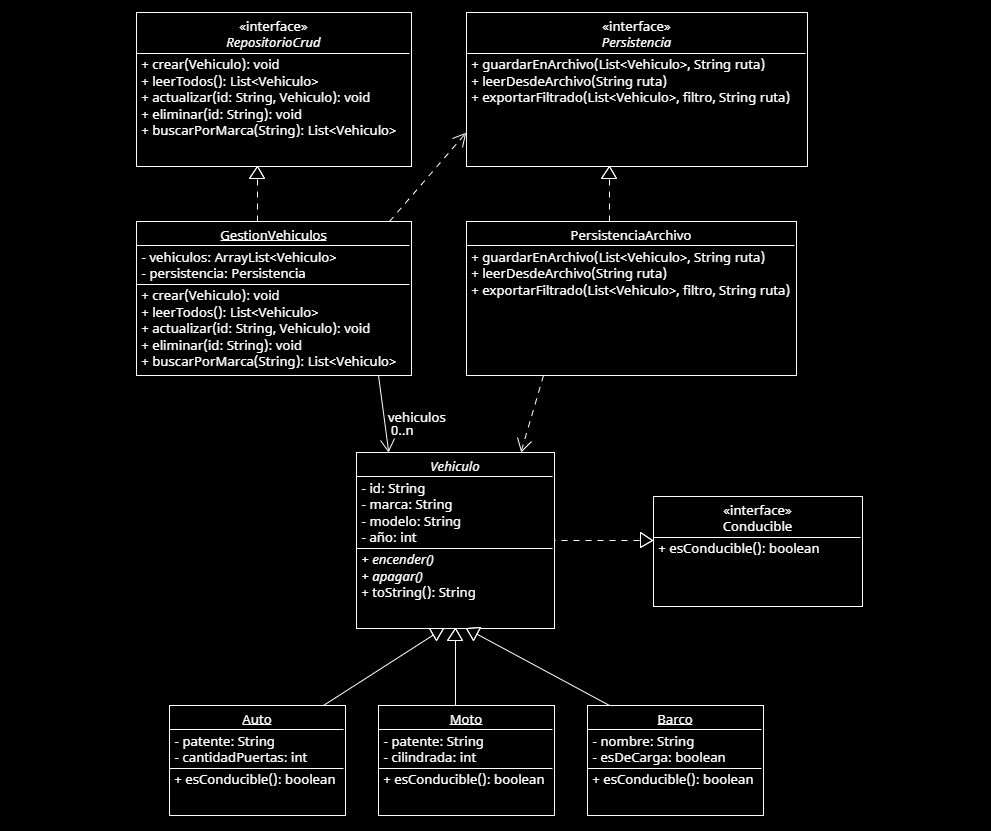 «interface»
RepositorioCrud
+ crear(Vehiculo): void
+ leerTodos(): List<Vehiculo>
+ actualizar(id: String, Vehiculo): void
+ eliminar(id: String): void
+ buscarPorMarca(String): List<Vehiculo>
«interface»
Persistencia
+ guardarEnArchivo(List<Vehiculo>, String ruta)
+ leerDesdeArchivo(String ruta)
+ exportarFiltrado(List<Vehiculo>, filtro, String ruta)
GestionVehiculos
- vehiculos: ArrayList<Vehiculo>
- persistencia: Persistencia
+ crear(Vehiculo): void
+ leerTodos(): List<Vehiculo>
+ actualizar(id: String, Vehiculo): void
+ eliminar(id: String): void
+ buscarPorMarca(String): List<Vehiculo>
PersistenciaArchivo
+ guardarEnArchivo(List<Vehiculo>, String ruta)
+ leerDesdeArchivo(String ruta)
+ exportarFiltrado(List<Vehiculo>, filtro, String ruta)
vehiculos
0..n
Vehiculo
- id: String
- marca: String
- modelo: String
- año: int
+ encender()
+ apagar()
+ toString(): String
«interface»
Conducible
+ esConducible(): boolean
Auto
- patente: String
- cantidadPuertas: int
+ esConducible(): boolean
Moto
- patente: String
- cilindrada: int
+ esConducible(): boolean
Barco
- nombre: String
- esDeCarga: boolean
+ esConducible(): boolean